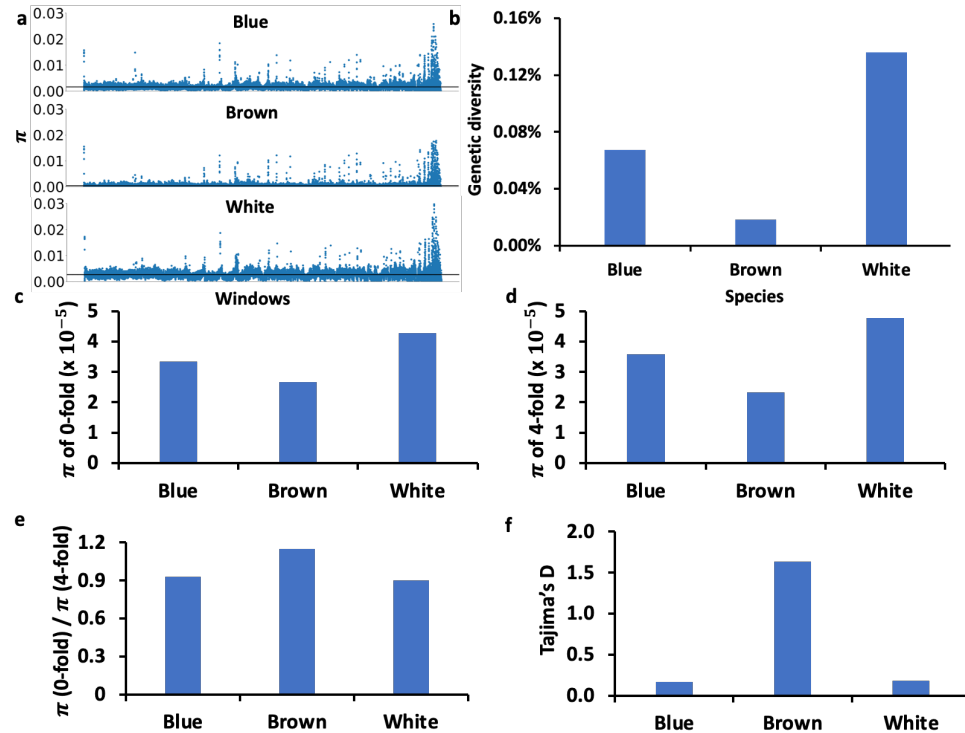 a
Blue
0.03
0.02
0.01
0.00
Brown
0.03
0.02
0.01
0.00
White
0.03
0.02
0.01
0.00
π
Windows
b
0.16%
0.12%
0.08%
0.04%
0.00%
Genetic diversity
Blue Brown White
Species
c
π of 0-fold (x 10⁻⁵)
5
4
3
2
1
0
Blue Brown White
d
π of 4-fold (x 10⁻⁵)
5
4
3
2
1
0
Blue Brown White
e
π (0-fold) / π (4-fold)
1.2
0.9
0.6
0.3
0
Blue Brown White
f
Tajima's D
2.0
1.5
1.0
0.5
0.0
Blue Brown White